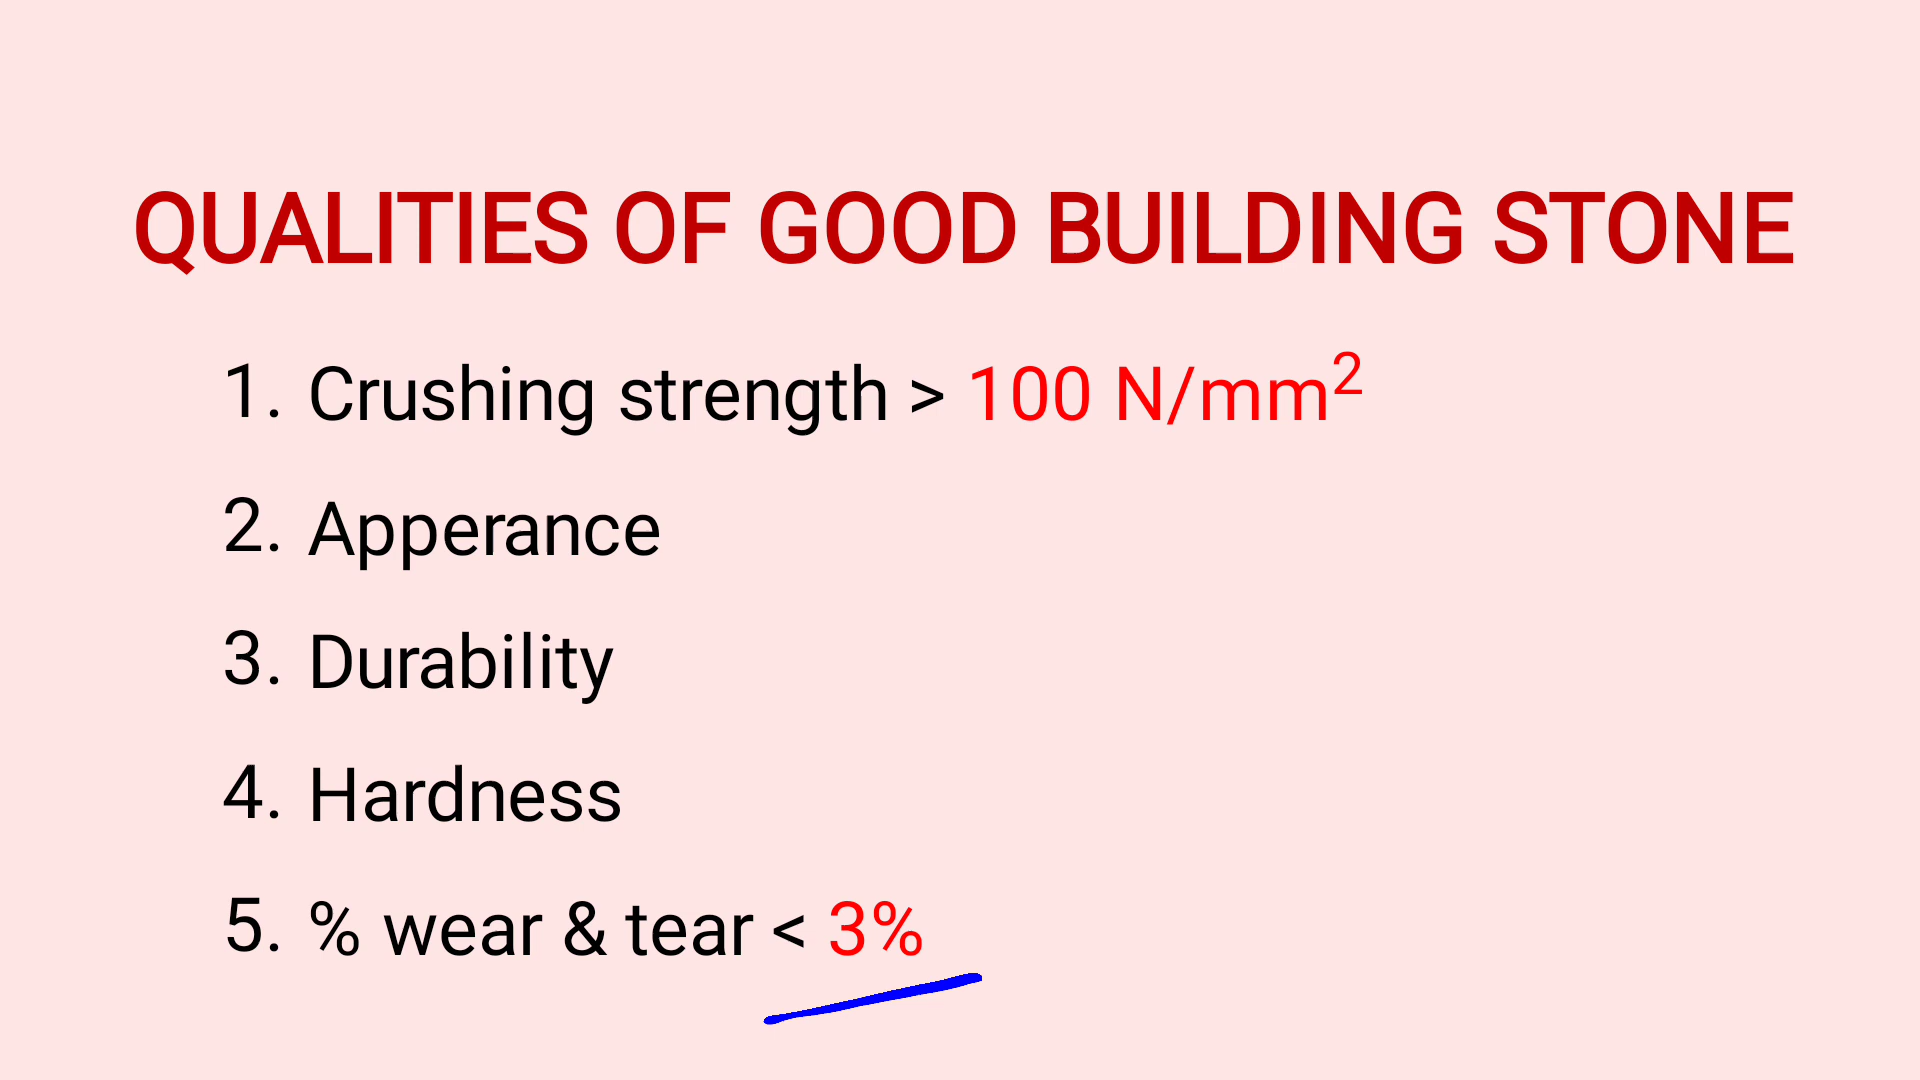 QUALITIES OF GOOD BUILDING STONE
1. Crushing strength > 100 N/mm²
2. Apperance
3. Durability
4. Hardness
5. % wear & tear < 3%